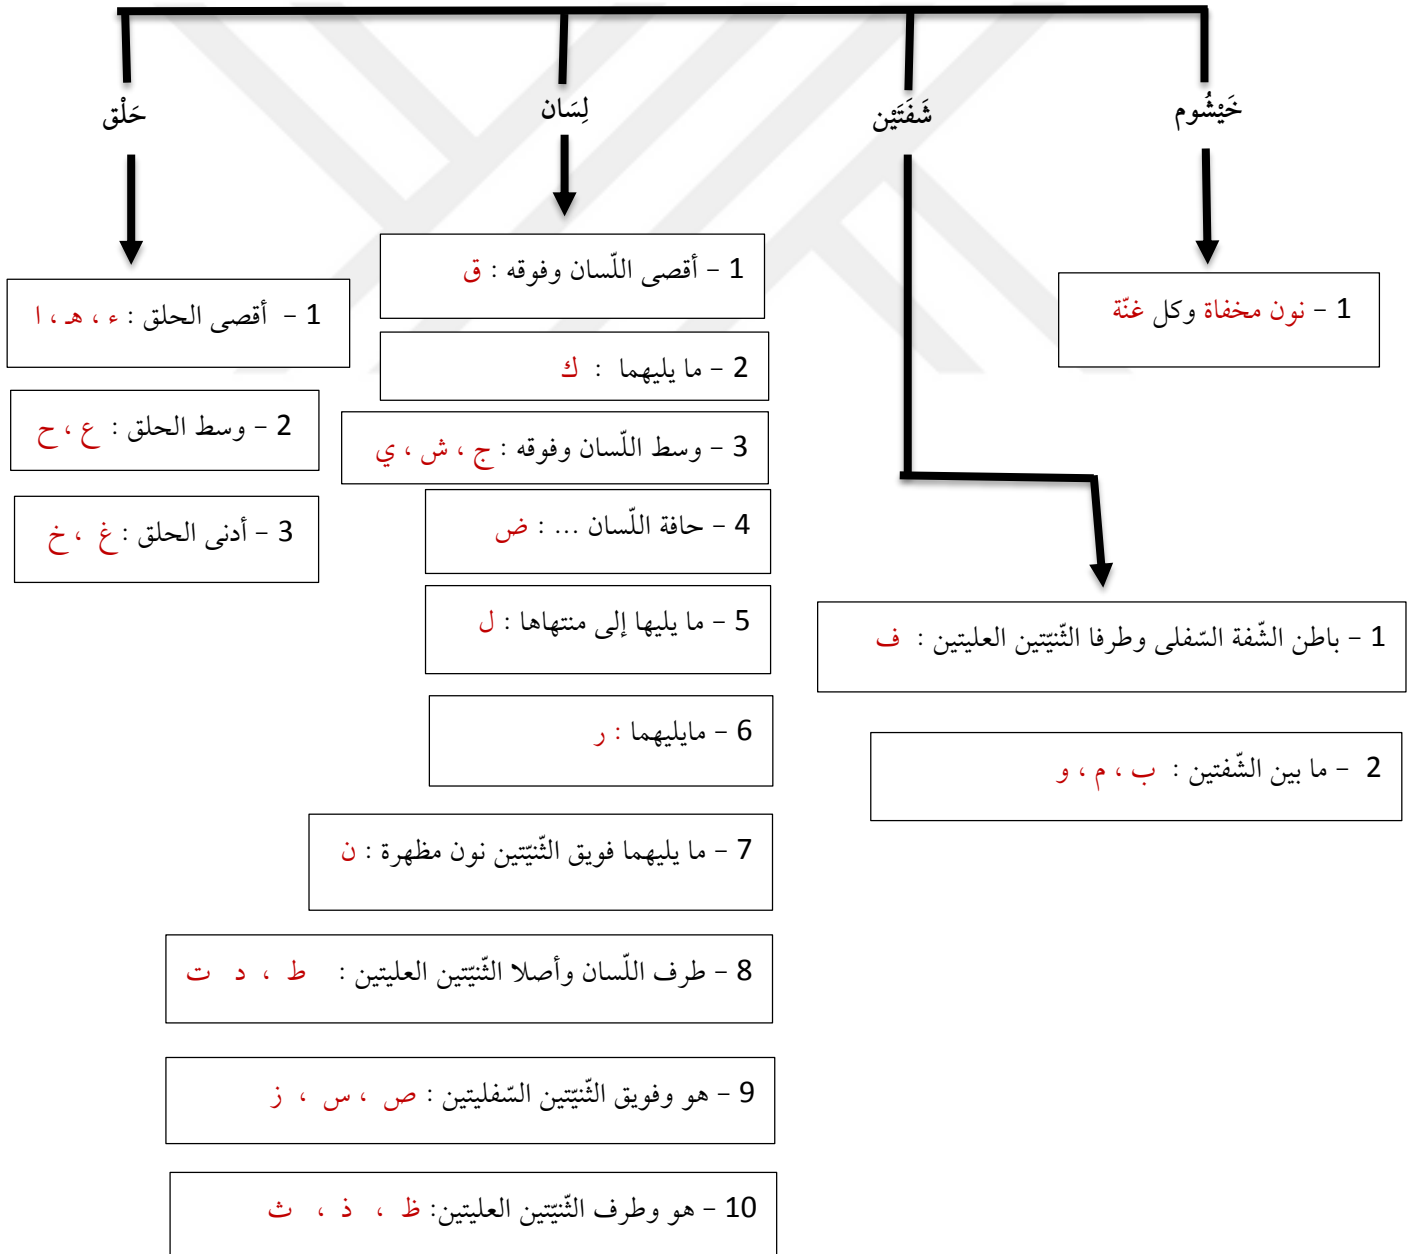 خَيْشُوم
شَفَتَيْن
لِسَان
حَلْق
1 – نون مخفاة وكل غنّة
1 – باطن الشّفة السّفلى وطرفا الثّنيّتين العليتين : ف
2 – ما بين الشّفتين : ب ، م ، و
1 – أقصى اللّسان وفوقه : ق
2 – ما يليهما : ك
3 – وسط اللّسان وفوقه : ج ، ش ، ي
4 – حافة اللّسان ... : ض
5 – ما يليها إلى منتهاها : ل
6 – مايليهما : ر
7 – ما يليهما فويق الثّنيّتين نون مظهرة : ن
8 – طرف اللّسان وأصلا الثّنيّتين العليتين : ط ، د ت
9 – هو وفويق الثّنيّتين السّفليتين : ص ، س ، ز
10 – هو وطرف الثّنيّتين العليتين: ظ ، ذ ، ث
1 – أقصى الحلق : ء ، هـ ، ا
2 – وسط الحلق : ع ، ح
3 – أدنى الحلق : غ ، خ